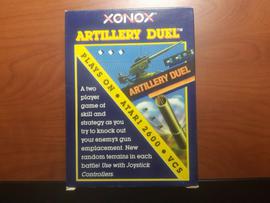 XONOX
ARTILLERY DUEL™
ARTILLERY DUEL
PLAYS ON • ATARI 2600 • VCS
A two
player
game of
skill and
strategy as you
try to knock out
your enemy's gun
emplacement. New
random terrains in
each battle! Use with Joystick
Controllers.